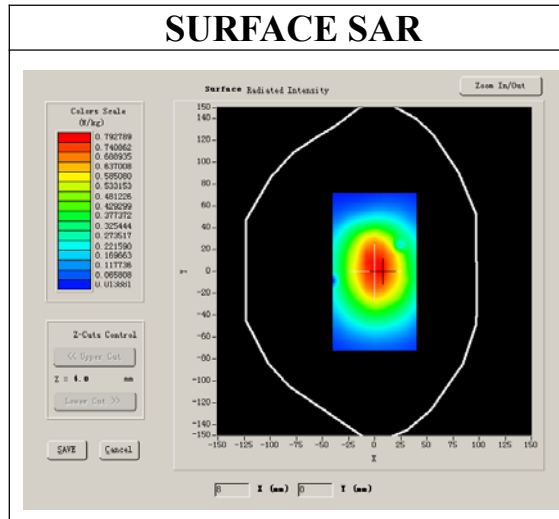 SURFACE SAR
Surface Radiated Intensity
Zoom In/Out
Colors Scale
(W/kg)
0.792789
0.740862
0.688935
0.637008
0.585080
0.533153
0.481226
0.429299
0.377372
0.325444
0.273517
0.221590
0.169663
0.117736
0.065808
0.013881
Z-Cuts Control
<< Upper Cut
Z = 4.0 mm
Lower Cut >>
SAVE Cancel
150
140
120
100
80
60
40
20
0
-20
-40
-60
-80
-100
-120
-140
-150
Y
-150 -125 -100 -75 -50 -25 0 25 50 75 100 125 150
X
8 X (mm) 0 Y (mm)